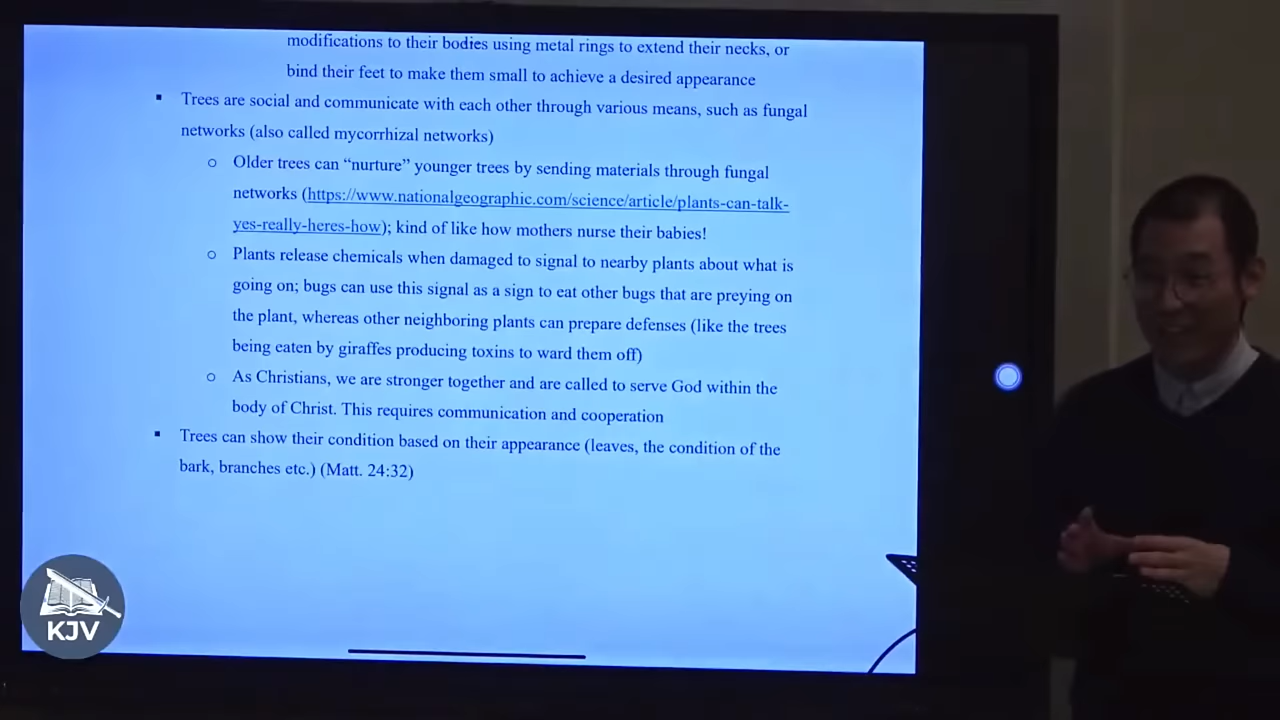 modifications to their bodies using metal rings to extend their necks, or
bind their feet to make them small to achieve a desired appearance
▪ Trees are social and communicate with each other through various means, such as fungal
networks (also called mycorrhizal networks)
o Older trees can “nurture” younger trees by sending materials through fungal
networks (https://www.nationalgeographic.com/science/article/plants-can-talk-
yes-really-heres-how); kind of like how mothers nurse their babies!
o Plants release chemicals when damaged to signal to nearby plants about what is
going on; bugs can use this signal as a sign to eat other bugs that are preying on
the plant, whereas other neighboring plants can prepare defenses (like the trees
being eaten by giraffes producing toxins to ward them off)
o As Christians, we are stronger together and are called to serve God within the
body of Christ. This requires communication and cooperation
▪ Trees can show their condition based on their appearance (leaves, the condition of the
bark, branches etc.) (Matt. 24:32)
KJV